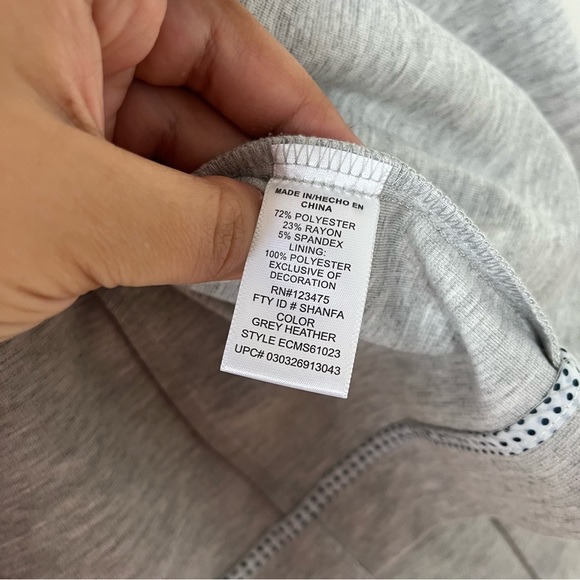 MADE IN/HECHO EN
CHINA
72% POLYESTER
23% RAYON
5% SPANDEX
LINING:
100% POLYESTER
EXCLUSIVE OF
DECORATION
RN#123475
FTY ID # SHANFA
COLOR
GREY HEATHER
STYLE ECMS61023
UPC# 030326913043